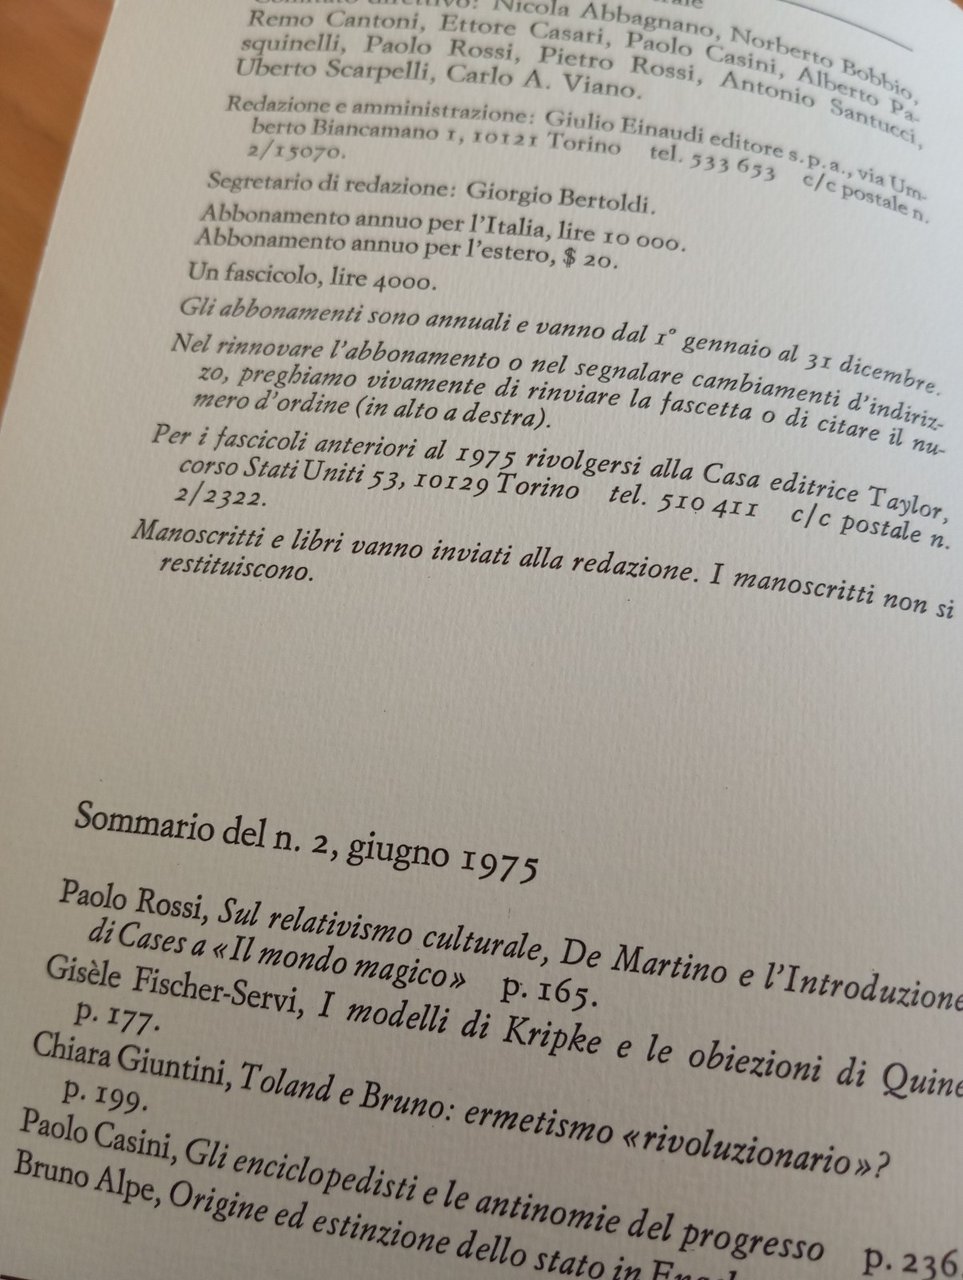 Comitato direttivo: Nicola Abbagnano, Norberto Bobbio,
Remo Cantoni, Ettore Casari, Paolo Casini, Alberto Pa-
squinelli, Paolo Rossi, Pietro Rossi, Antonio Santucci,
Uberto Scarpelli, Carlo A. Viano.
Redazione e amministrazione: Giulio Einaudi editore s.p.a., via Um-
berto Biancamano 1, 10121 Torino tel. 533 653 c/c postale n.
2/15070.
Segretario di redazione: Giorgio Bertoldi.
Abbonamento annuo per l'Italia, lire 10 000.
Abbonamento annuo per l'estero, $ 20.
Un fascicolo, lire 4000.
Gli abbonamenti sono annuali e vanno dal 1° gennaio al 31 dicembre.
Nel rinnovare l'abbonamento o nel segnalare cambiamenti d'indiriz-
zo, preghiamo vivamente di rinviare la fascetta o di citare il nu-
mero d'ordine (in alto a destra).
Per i fascicoli anteriori al 1975 rivolgersi alla Casa editrice Taylor,
corso Stati Uniti 53, 10129 Torino tel. 510 411 c/c postale n.
2/2322.
Manoscritti e libri vanno inviati alla redazione. I manoscritti non si
restituiscono.
Sommario del n. 2, giugno 1975
Paolo Rossi, Sul relativismo culturale, De Martino e l'Introduzione
di Cases a «Il mondo magico» p. 165.
Gisèle Fischer-Servi, I modelli di Kripke e le obiezioni di Quine
p. 177.
Chiara Giuntini, Toland e Bruno: ermetismo «rivoluzionario»?
p. 199.
Paolo Casini, Gli enciclopedisti e le antinomie del progresso p. 236.
Bruno Alpe, Origine ed estinzione dello stato in